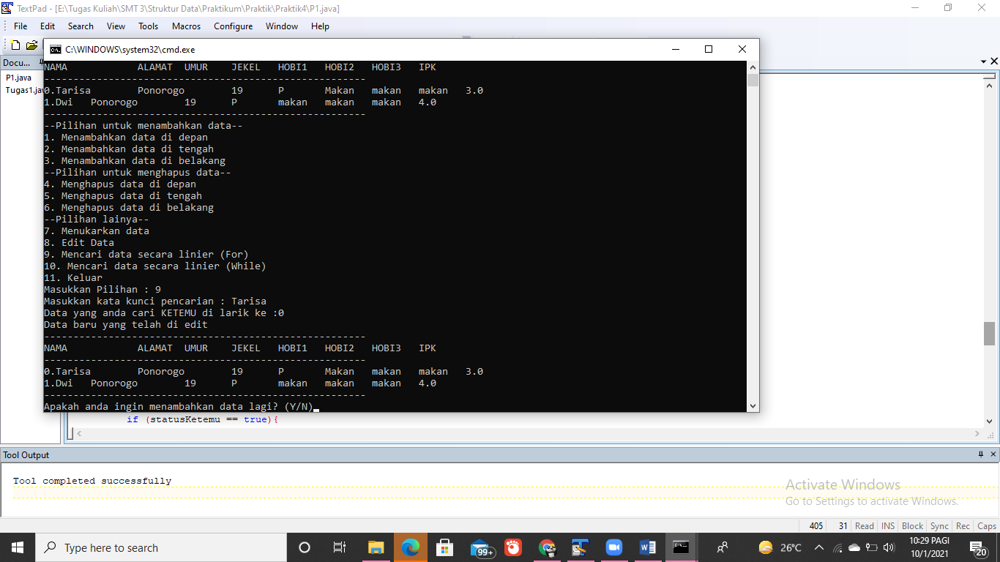 TextPad - [E:\Tugas Kuliah\SMT 3\Struktur Data\Praktikum\Praktik\Praktik4\P1.java]
File Edit Search View Tools Macros Configure Window Help
C:\WINDOWS\system32\cmd.exe
Docu...
P1.java
Tugas1.ja
NAMA ALAMAT UMUR JEKEL HOBI1 HOBI2 HOBI3 IPK
-------------------------------------------------------
0.Tarisa Ponorogo 19 P Makan makan makan 3.0
1.Dwi Ponorogo 19 P makan makan makan 4.0
-------------------------------------------------------
--Pilihan untuk menambahkan data--
1. Menambahkan data di depan
2. Menambahkan data di tengah
3. Menambahkan data di belakang
--Pilihan untuk menghapus data--
4. Menghapus data di depan
5. Menghapus data di tengah
6. Menghapus data di belakang
--Pilihan lainya--
7. Menukarkan data
8. Edit Data
9. Mencari data secara linier (For)
10. Mencari data secara linier (While)
11. Keluar
Masukkan Pilihan : 9
Masukkan kata kunci pencarian : Tarisa
Data yang anda cari KETEMU di larik ke :0
Data baru yang telah di edit
-------------------------------------------------------
NAMA ALAMAT UMUR JEKEL HOBI1 HOBI2 HOBI3 IPK
-------------------------------------------------------
0.Tarisa Ponorogo 19 P Makan makan makan 3.0
1.Dwi Ponorogo 19 P makan makan makan 4.0
-------------------------------------------------------
Apakah anda ingin menambahkan data lagi? (Y/N)
if (statusKetemu == true){
Tool Output
Tool completed successfully
Activate Windows
Go to Settings to activate Windows.
405 31 Read INS Block Sync Rec Caps
Type here to search
99+
26°C
10:29 PAGI
10/1/2021
20